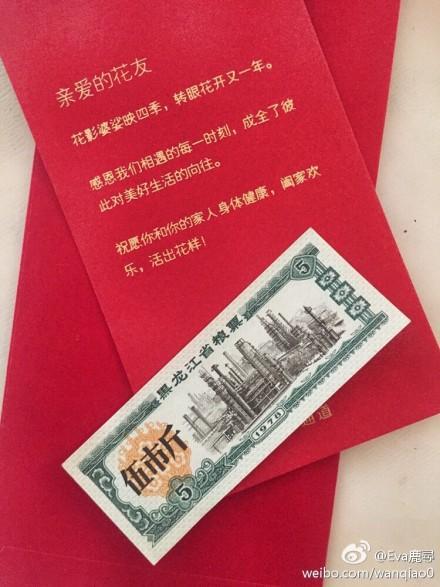 亲爱的花友
花影婆娑映四季，转眼花开又一年。
感恩我们相遇的每一时刻，成全了彼
此对美好生活的向往。
祝愿你和你的家人身体健康，阖家欢
乐，活出花样！
5
黑龙江省粮票
伍市斤
1978
5
道
@Eva鹿尋
weibo.com/wanqiao0